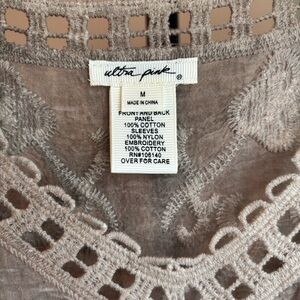 ultra pink
®
M
MADE IN CHINA
FRONT AND BACK
PANEL
100% COTTON
SLEEVES
100% NYLON
EMBROIDERY
100% COTTON
RN#106140
OVER FOR CARE